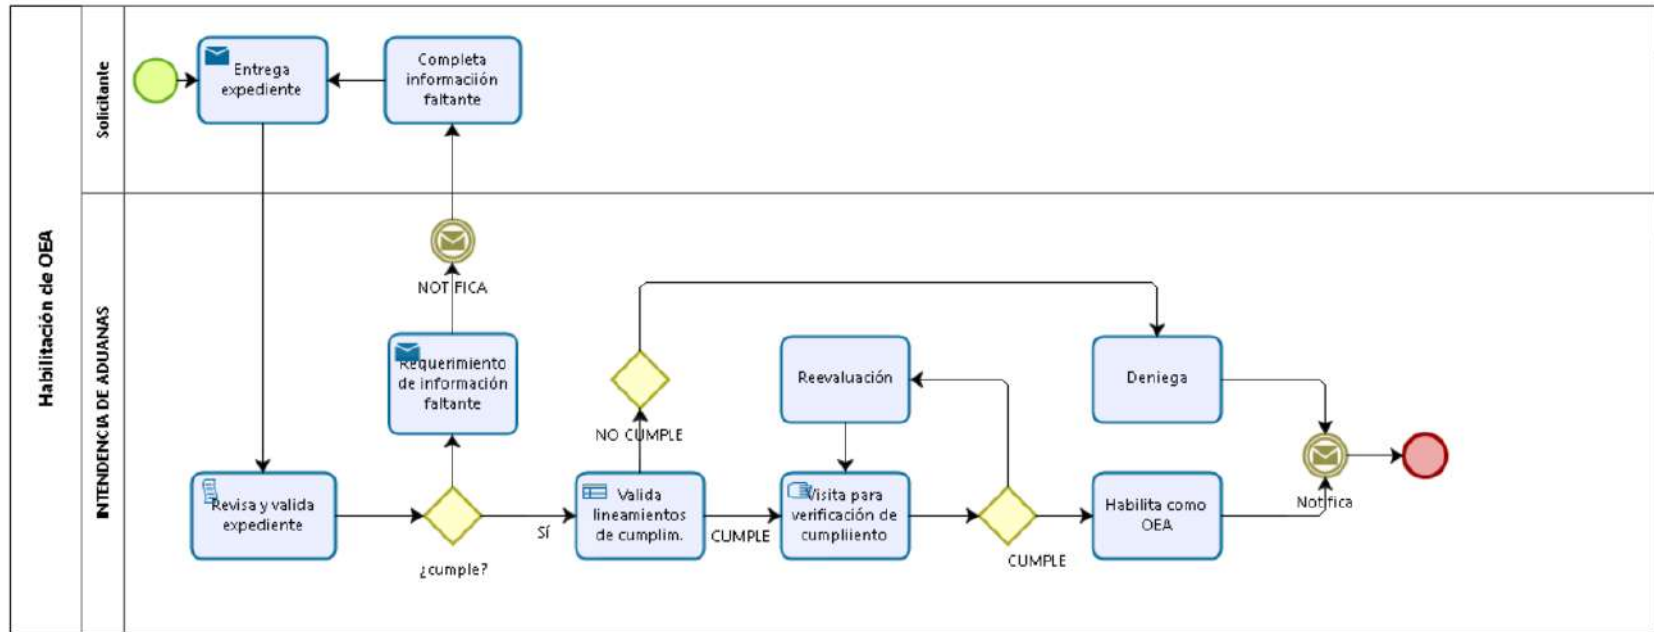 Habilitación de OEA
Solicitante
Entrega
expediente
Completa
informaciión
faltante
INTENDENCIA DE ADUANAS
NOTIFICA
Requerimiento
de información
faltante
Revisa y valida
expediente
¿cumple?
SÍ
NO CUMPLE
Valida
lineamientos
de cumplim.
CUMPLE
Reevaluación
Visita para
verificación de
cumpliiento
CUMPLE
Deniega
Habilita como
OEA
Notifica